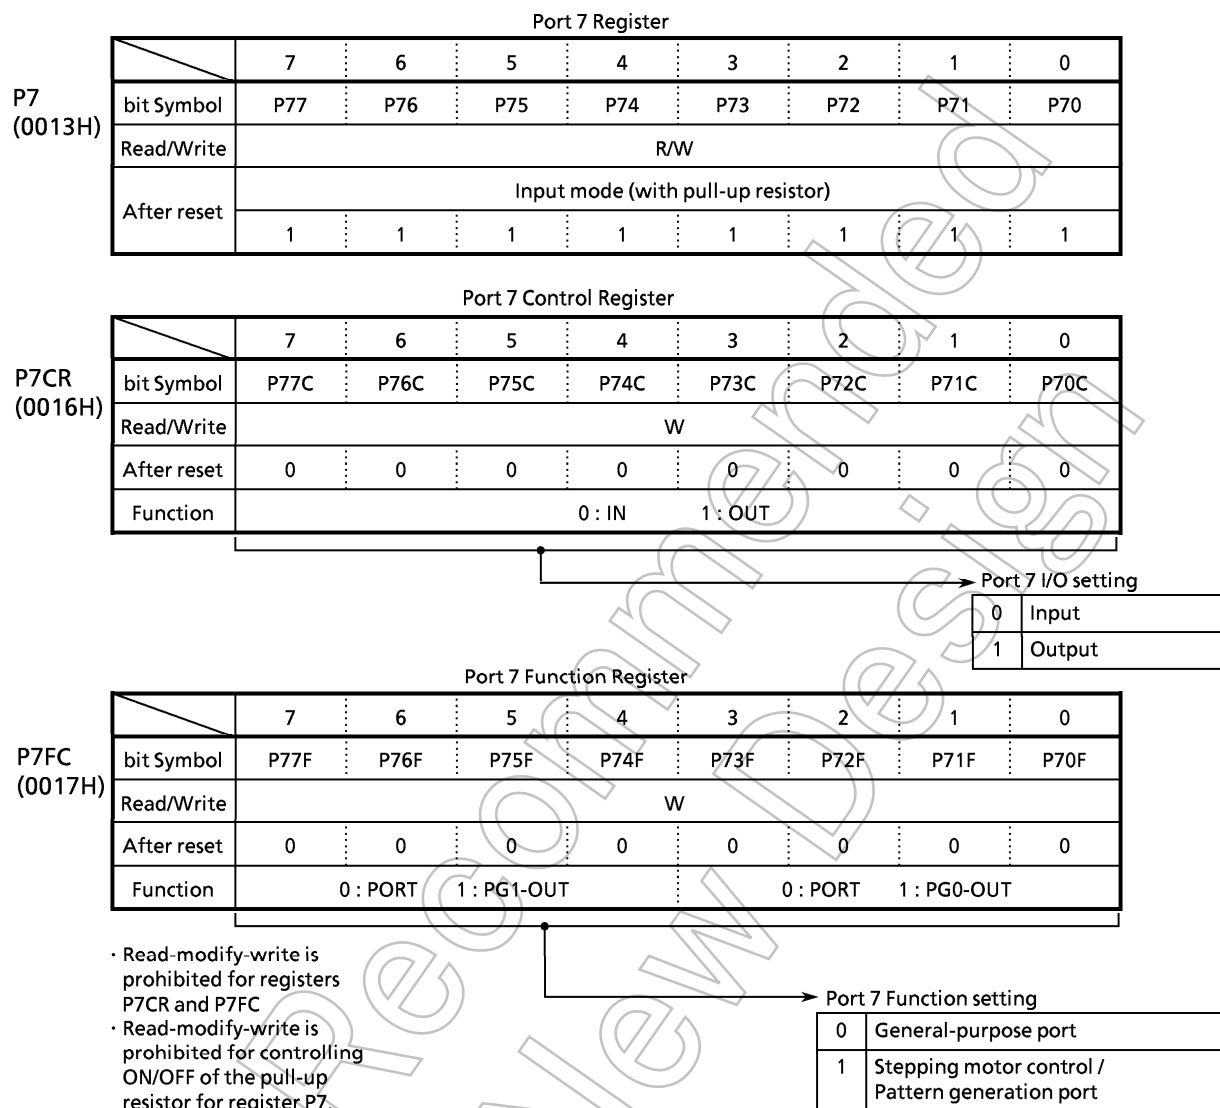 Port 7 Register
7 6 5 4 3 2 1 0
P7
(0013H)
bit Symbol P77 P76 P75 P74 P73 P72 P71 P70
Read/Write R/W
After reset Input mode (with pull-up resistor)
1 1 1 1 1 1 1 1
Port 7 Control Register
7 6 5 4 3 2 1 0
P7CR
(0016H)
bit Symbol P77C P76C P75C P74C P73C P72C P71C P70C
Read/Write W
After reset 0 0 0 0 0 0 0 0
Function 0 : IN 1 : OUT
Port 7 I/O setting
0 Input
1 Output
Port 7 Function Register
7 6 5 4 3 2 1 0
P7FC
(0017H)
bit Symbol P77F P76F P75F P74F P73F P72F P71F P70F
Read/Write W
After reset 0 0 0 0 0 0 0 0
Function 0 : PORT 1 : PG1-OUT 0 : PORT 1 : PG0-OUT
· Read-modify-write is
prohibited for registers
P7CR and P7FC
· Read-modify-write is
prohibited for controlling
ON/OFF of the pull-up
resistor for register P7.
Port 7 Function setting
0 General-purpose port
1 Stepping motor control /
Pattern generation port
Recommended
New Design